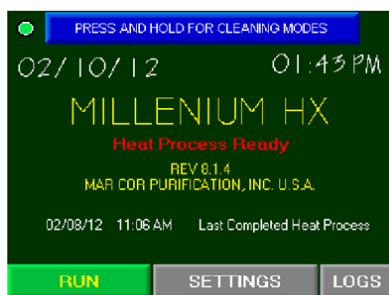 PRESS AND HOLD FOR CLEANING MODES
02/10/12 01:43 PM
MILLENIUM HX
Heat Process Ready
REV 8.1.4
MAR COR PURIFICATION, INC. U.S.A.
02/08/12 11:06 AM Last Completed Heat Process
RUN SETTINGS LOGS